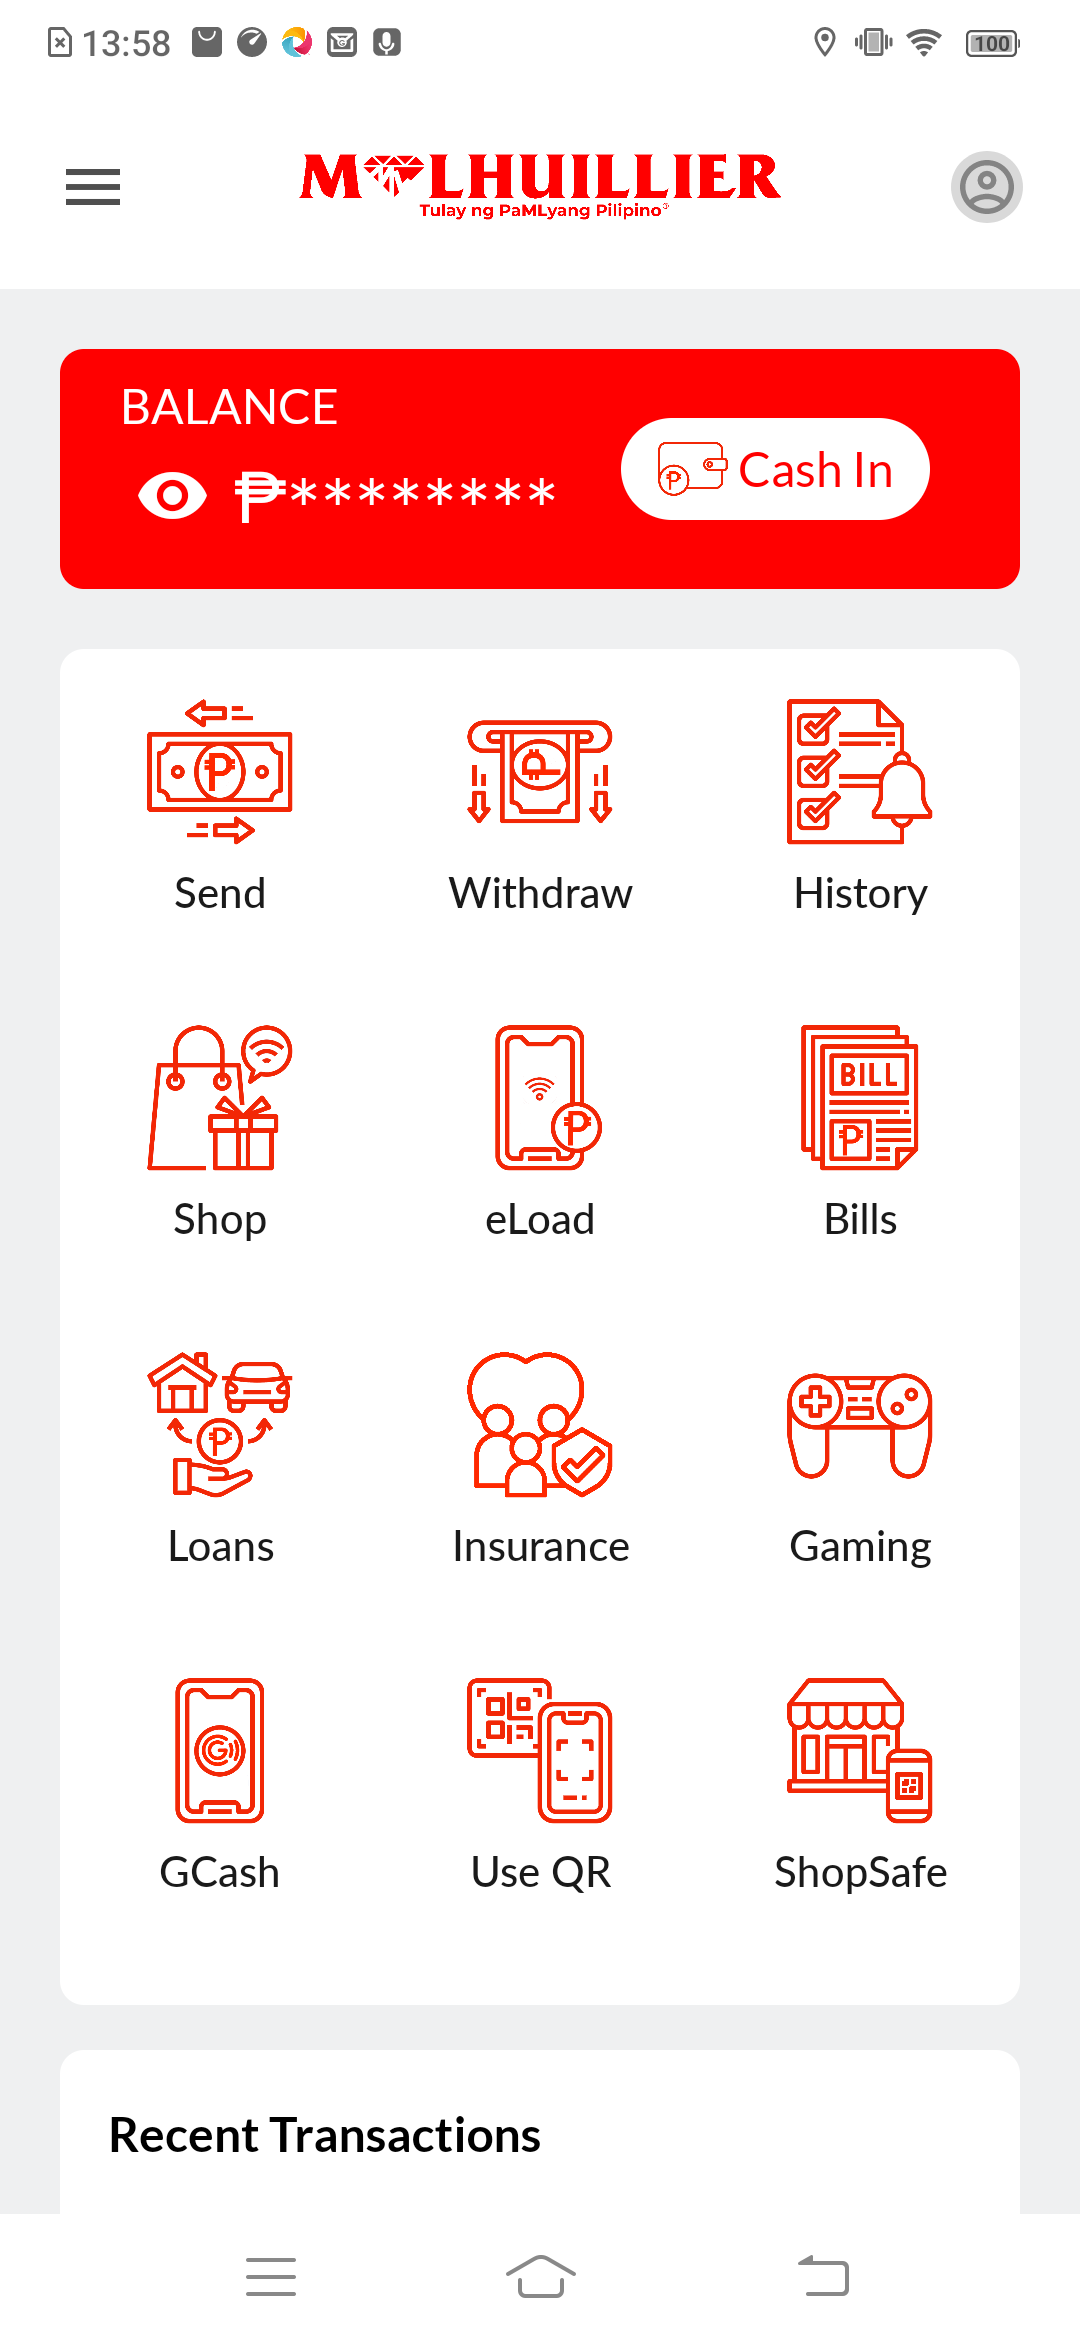 13:58
100
M LHUILLIER
Tulay ng PaMLyang Pilipino®
BALANCE
₱********
Cash In
Send
Withdraw
History
Shop
eLoad
BILL
Bills
Loans
Insurance
Gaming
GCash
Use QR
ShopSafe
Recent Transactions